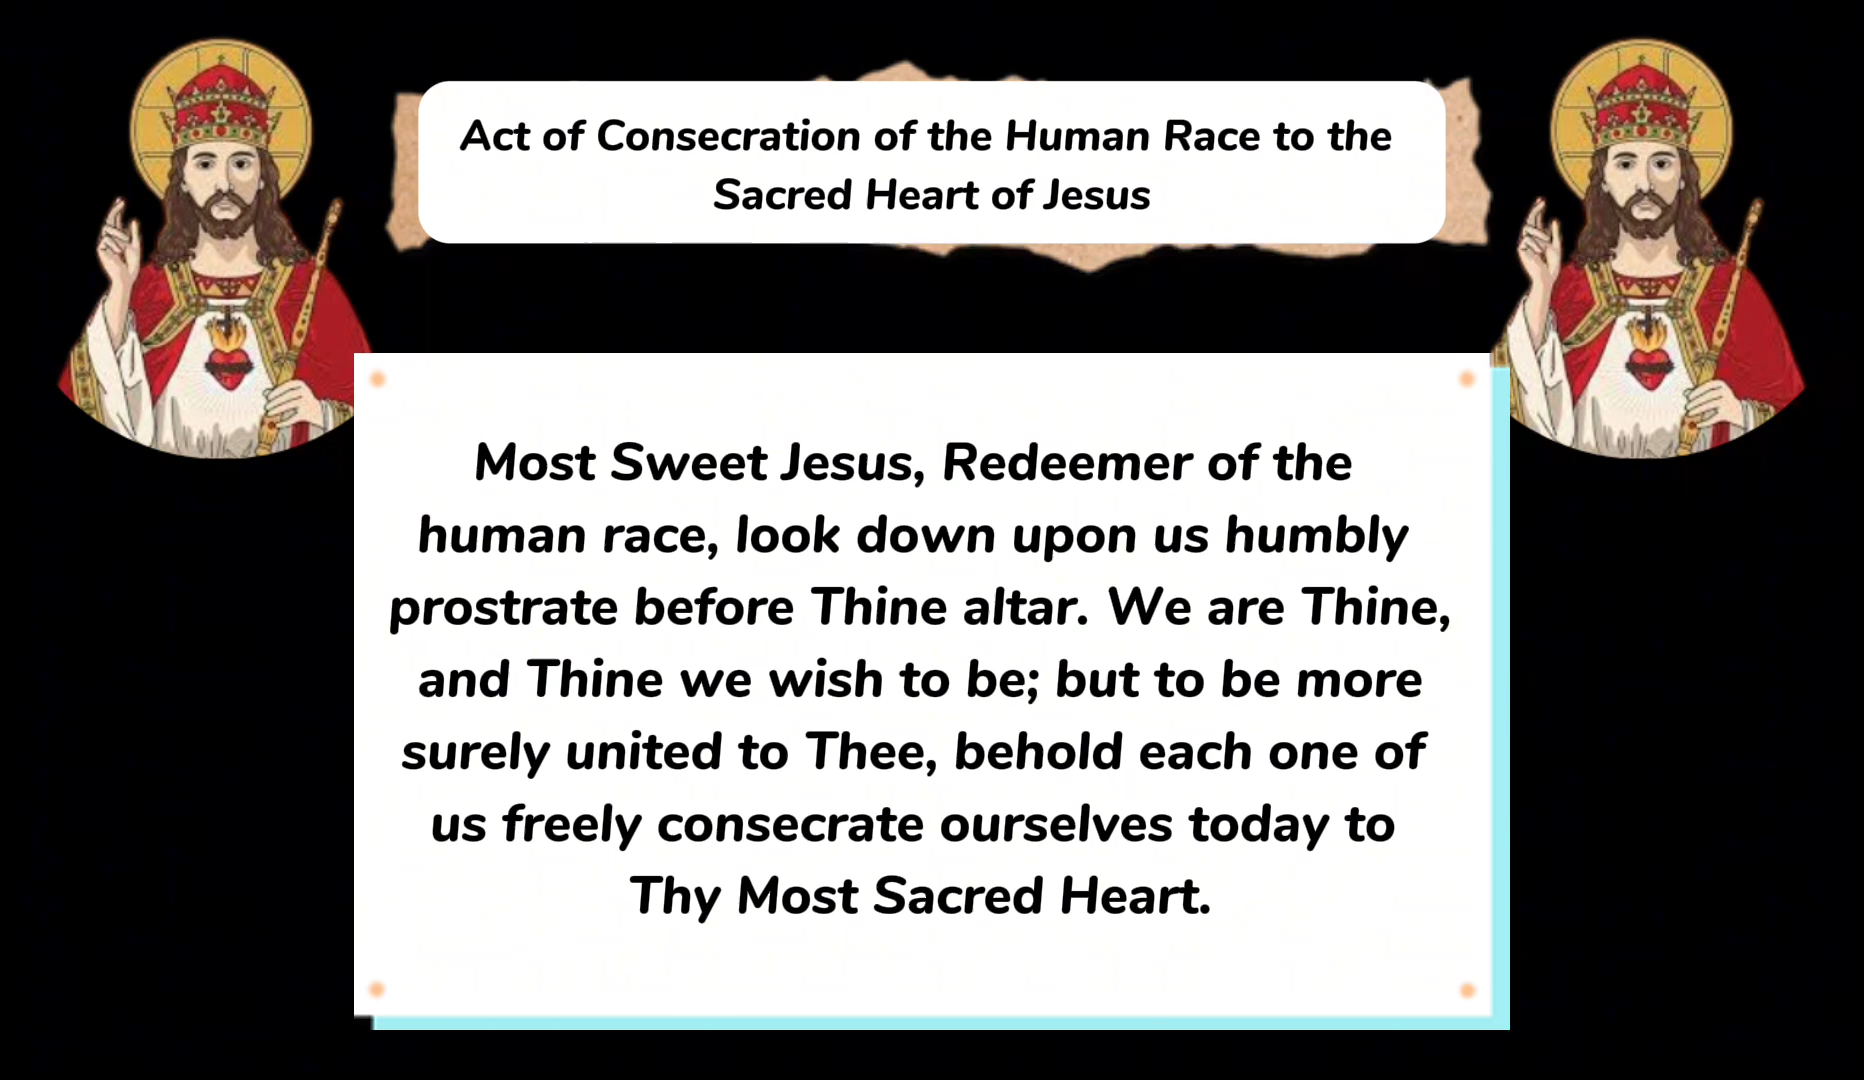 Act of Consecration of the Human Race to the
Sacred Heart of Jesus
Most Sweet Jesus, Redeemer of the
human race, look down upon us humbly
prostrate before Thine altar. We are Thine,
and Thine we wish to be; but to be more
surely united to Thee, behold each one of
us freely consecrate ourselves today to
Thy Most Sacred Heart.